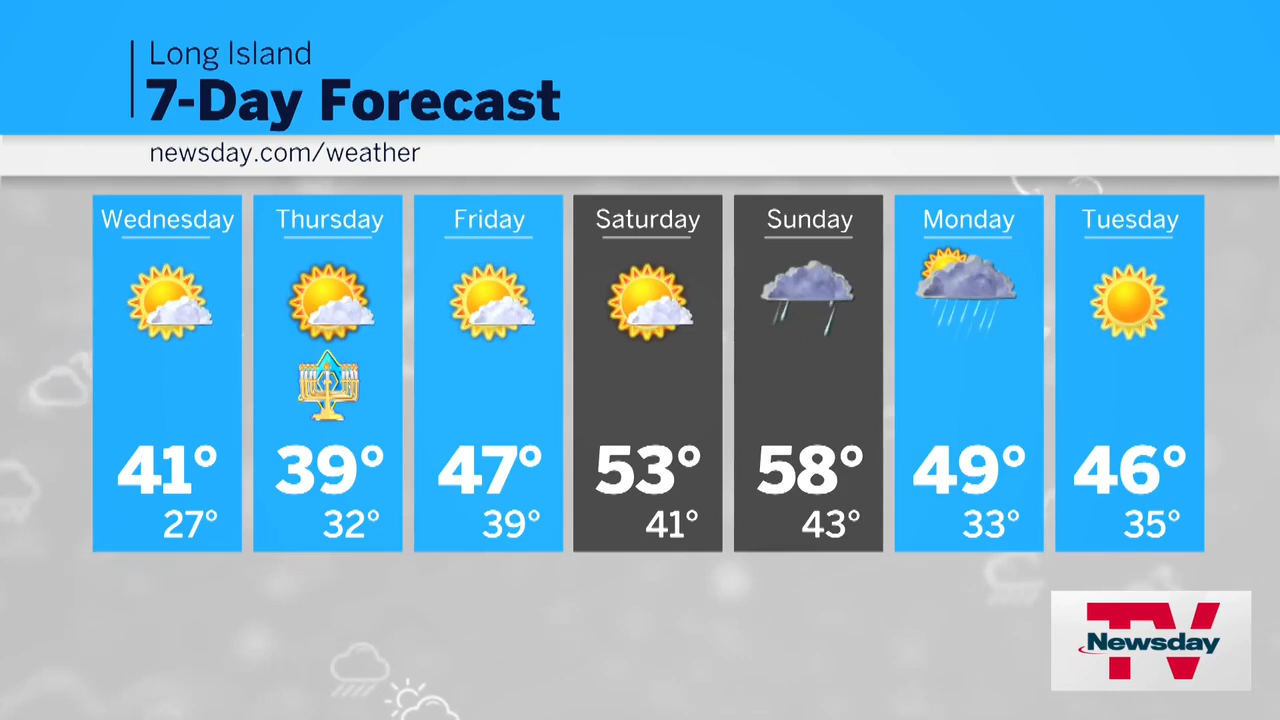 Long Island
7-Day Forecast
newsday.com/weather
Wednesday Thursday Friday Saturday Sunday Monday Tuesday
41° 39° 47° 53° 58° 49° 46°
27° 32° 39° 41° 43° 33° 35°
TV
Newsday